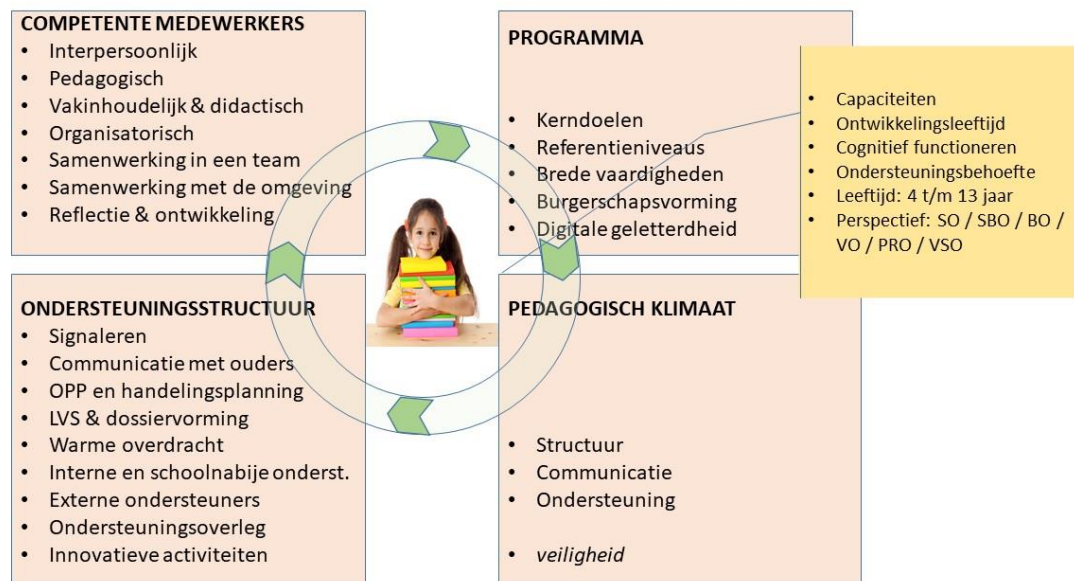 COMPETENTE MEDEWERKERS
• Interpersoonlijk
• Pedagogisch
• Vakinhoudelijk & didactisch
• Organisatorisch
• Samenwerking in een team
• Samenwerking met de omgeving
• Reflectie & ontwikkeling
PROGRAMMA
• Kerndoelen
• Referentieniveaus
• Brede vaardigheden
• Burgerschapsvorming
• Digitale geletterdheid
• Capaciteiten
• Ontwikkelingsleeftijd
• Cognitief functioneren
• Ondersteuningsbehoefte
• Leeftijd: 4 t/m 13 jaar
• Perspectief: SO / SBO / BO /
VO / PRO / VSO
ONDERSTEUNINGSSTRUCTUUR
• Signaleren
• Communicatie met ouders
• OPP en handelingsplanning
• LVS & dossiervorming
• Warme overdracht
• Interne en schoolnabije onderst.
• Externe ondersteuners
• Ondersteuningsoverleg
• Innovatieve activiteiten
PEDAGOGISCH KLIMAAT
• Structuur
• Communicatie
• Ondersteuning
• veiligheid